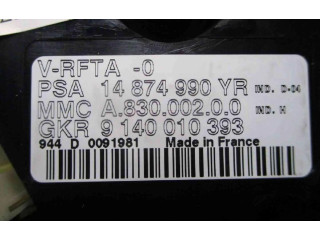 V-RFTA -0
PSA 14 874 990 YR IND. D-04
MMC A.830.002.0.0 IND. H
GKR 9 140 010 393
944 D 0091981 Made in France